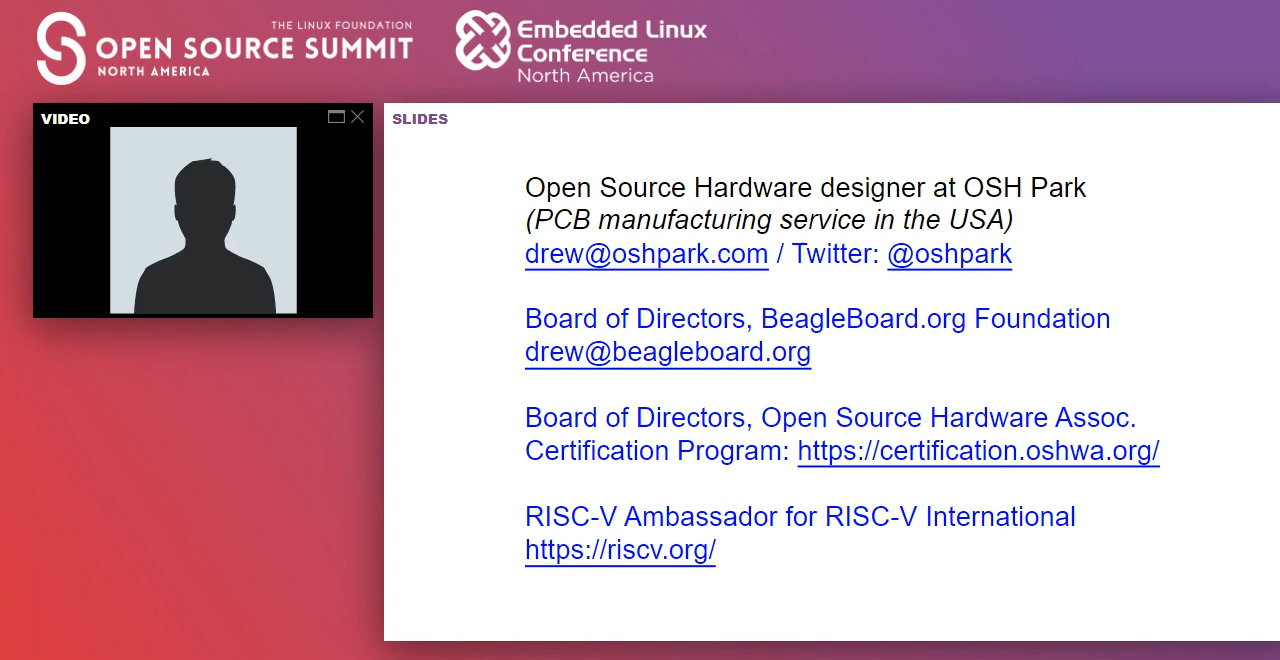 THE LINUX FOUNDATION
OPEN SOURCE SUMMIT
NORTH AMERICA
Embedded Linux
Conference
North America
VIDEO
SLIDES
Open Source Hardware designer at OSH Park
(PCB manufacturing service in the USA)
drew@oshpark.com / Twitter: @oshpark
Board of Directors, BeagleBoard.org Foundation
drew@beagleboard.org
Board of Directors, Open Source Hardware Assoc.
Certification Program: https://certification.oshwa.org/
RISC-V Ambassador for RISC-V International
https://riscv.org/